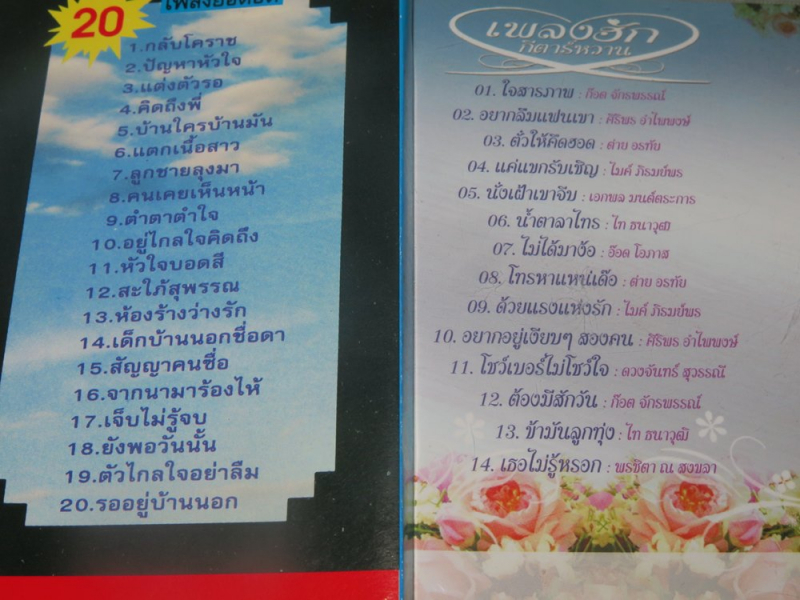 20
เพลงยอดฮิต
1.กลับโคราช
2.ปัญหาหัวใจ
3.แต่งตัวรอ
4.คิดถึงพี่
5.บ้านใครบ้านมัน
6.แตกเนื้อสาว
7.ลูกชายลุงมา
8.คนเคยเห็นหน้า
9.ตำตาตำใจ
10.อยู่ไกลใจคิดถึง
11.หัวใจบอดสี
12.สะใภ้สุพรรณ
13.ห้องร้างว่างรัก
14.เด็กบ้านนอกชื่อดา
15.สัญญาคนซื่อ
16.จากนามาร้องไห้
17.เจ็บไม่รู้จบ
18.ยังพอวันนั้น
19.ตัวไกลใจอย่าลืม
20.รออยู่บ้านนอก
เพลงฮัก
กีตาร์หวาน
01. ใจสารภาพ : ก๊อต จักรพรรณ์
02. อยากลืมแฟนเขา : ศิริพร อำไพพงษ์
03. ตั๋วให้คิดฮอด : ต่าย อรทัย
04. แค่แขกรับเชิญ : ไมค์ ภิรมย์พร
05. นั่งเฝ้าเขาจีบ : เอกพล มนต์ตระการ
06. น้ำตาลาไทร : ไท ธนาวุฒิ
07. ไม่ได้มาง้อ : อ๊อด โอภาส
08. โทรหาแหน่เด้อ : ต่าย อรทัย
09. ด้วยแรงแห่งรัก : ไมค์ ภิรมย์พร
10. อยากอยู่เงียบๆ สองคน : ศิริพร อำไพพงษ์
11. โชว์เบอร์ไม่โชว์ใจ : ดวงจันทร์ สุวรรณี
12. ต้องมีสักวัน : ก๊อต จักรพรรณ์
13. ข้ามันลูกทุ่ง : ไท ธนาวุฒิ
14. เธอไม่รู้หรอก : พรชิตา ณ สงขลา